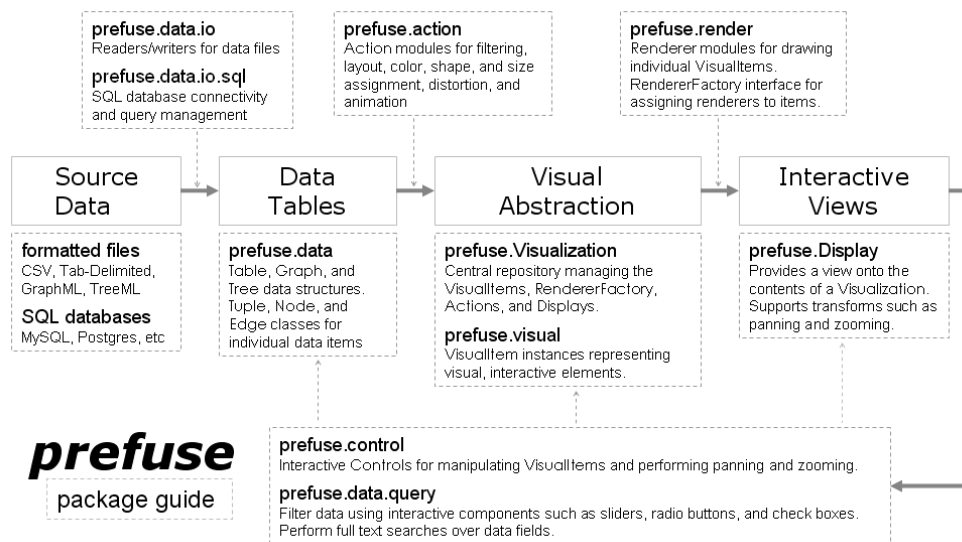 prefuse.data.io
Readers/writers for data files
prefuse.data.io.sql
SQL database connectivity
and query management
prefuse.action
Action modules for filtering,
layout, color, shape, and size
assignment, distortion, and
animation
prefuse.render
Renderer modules for drawing
individual VisualItems.
RendererFactory interface for
assigning renderers to items.
Source
Data
Data
Tables
Visual
Abstraction
Interactive
Views
formatted files
CSV, Tab-Delimited,
GraphML, TreeML
SQL databases
MySQL, Postgres, etc
prefuse.data
Table, Graph, and
Tree data structures.
Tuple, Node, and
Edge classes for
individual data items
prefuse.Visualization
Central repository managing the
VisualItems, RendererFactory,
Actions, and Displays.
prefuse.visual
VisualItem instances representing
visual, interactive elements.
prefuse.Display
Provides a view onto the
contents of a Visualization.
Supports transforms such as
panning and zooming.
prefuse
package guide
prefuse.control
Interactive Controls for manipulating VisualItems and performing panning and zooming.
prefuse.data.query
Filter data using interactive components such as sliders, radio buttons, and check boxes.
Perform full text searches over data fields.